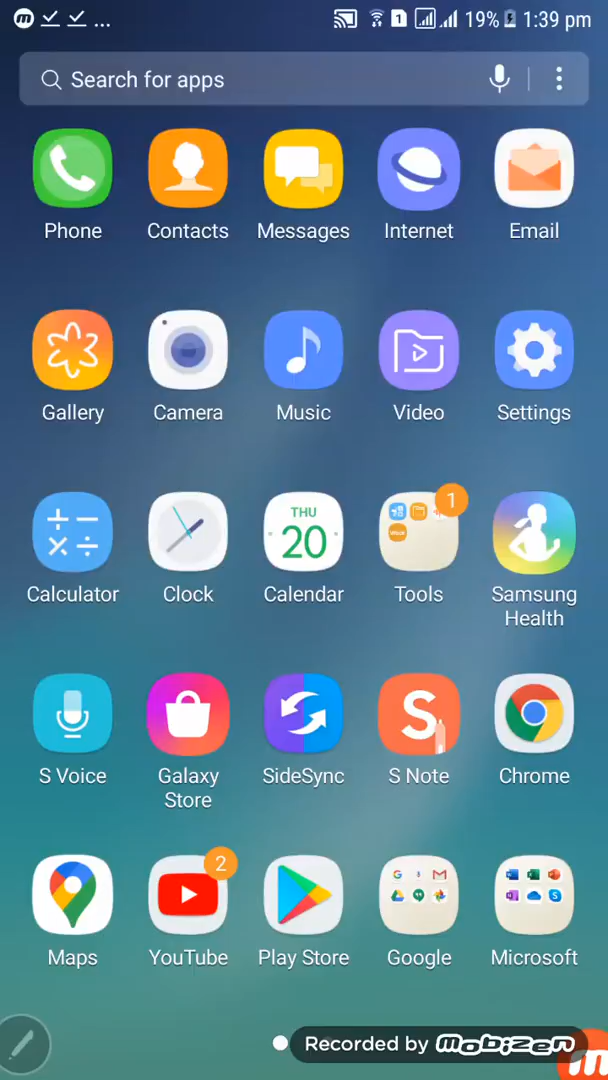 ... 1 19% 1:39 pm
Search for apps
Phone Contacts Messages Internet Email
Gallery Camera Music Video Settings
THU
20
1
Calculator Clock Calendar Tools Samsung Health
S
S Voice Galaxy Store SideSync S Note Chrome
2
Maps YouTube Play Store Google Microsoft
Recorded by mobizen